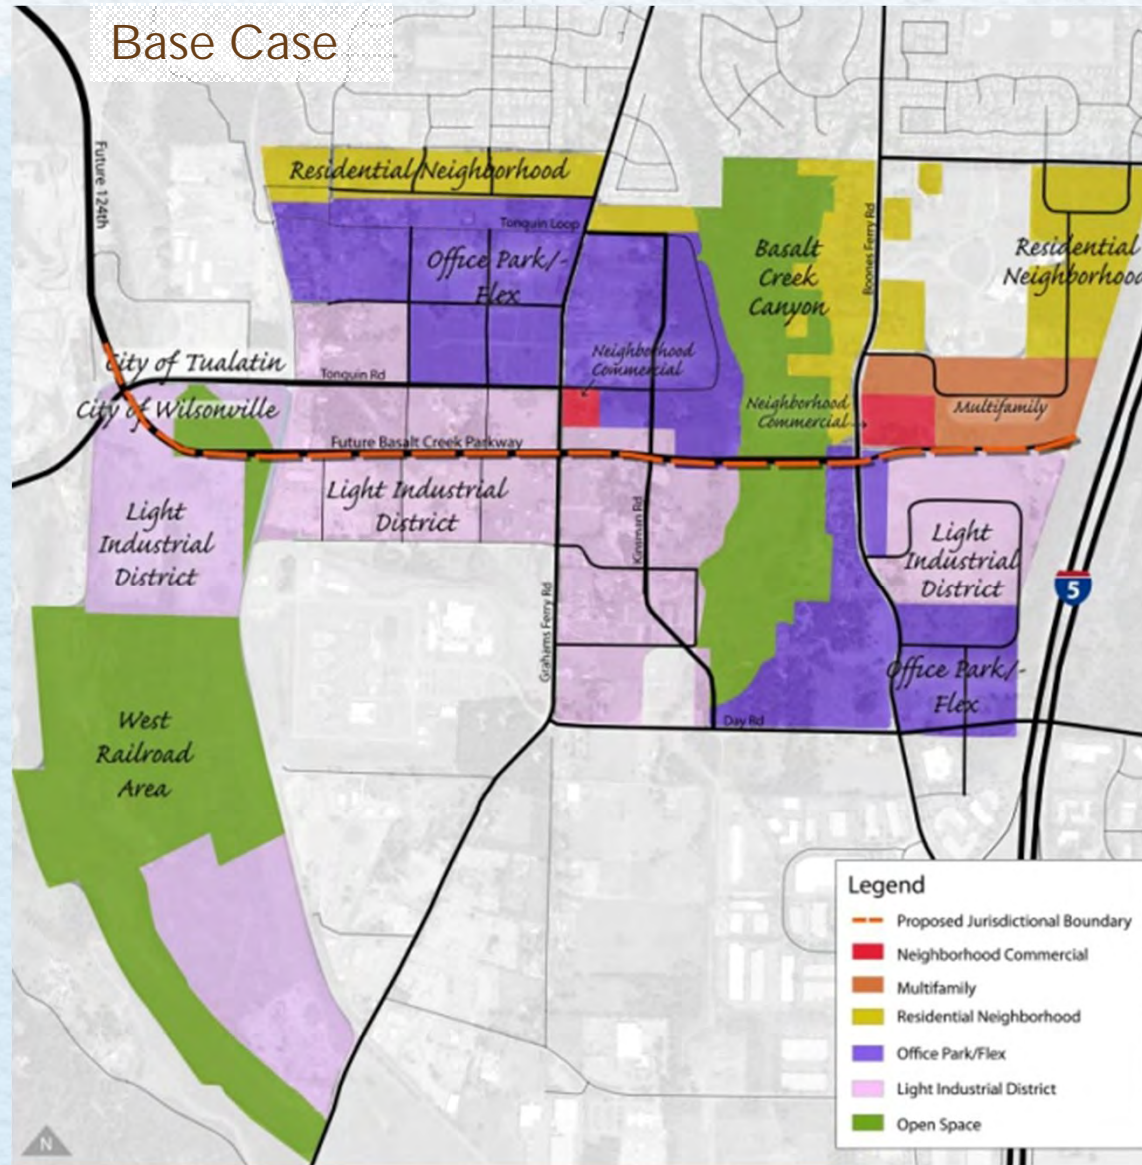 Base Case
Future 124th
Residential Neighborhood
Tonquin Loop
Office Park/-
Flex
Basalt
Creek
Canyon
Boones Ferry Rd
Residential
Neighborhood
City of Tualatin
Tonquin Rd
Neighborhood
Commercial
City of Wilsonville
Neighborhood
Commercial
Multifamily
Future Basalt Creek Parkway
Light
Industrial
District
Light Industrial
District
Kinsman Rd
Light
Industrial
District
5
Grahams Ferry Rd
Office Park/-
Flex
Day Rd
West
Railroad
Area
Legend
Proposed Jurisdictional Boundary
Neighborhood Commercial
Multifamily
Residential Neighborhood
Office Park/Flex
Light Industrial District
Open Space
N